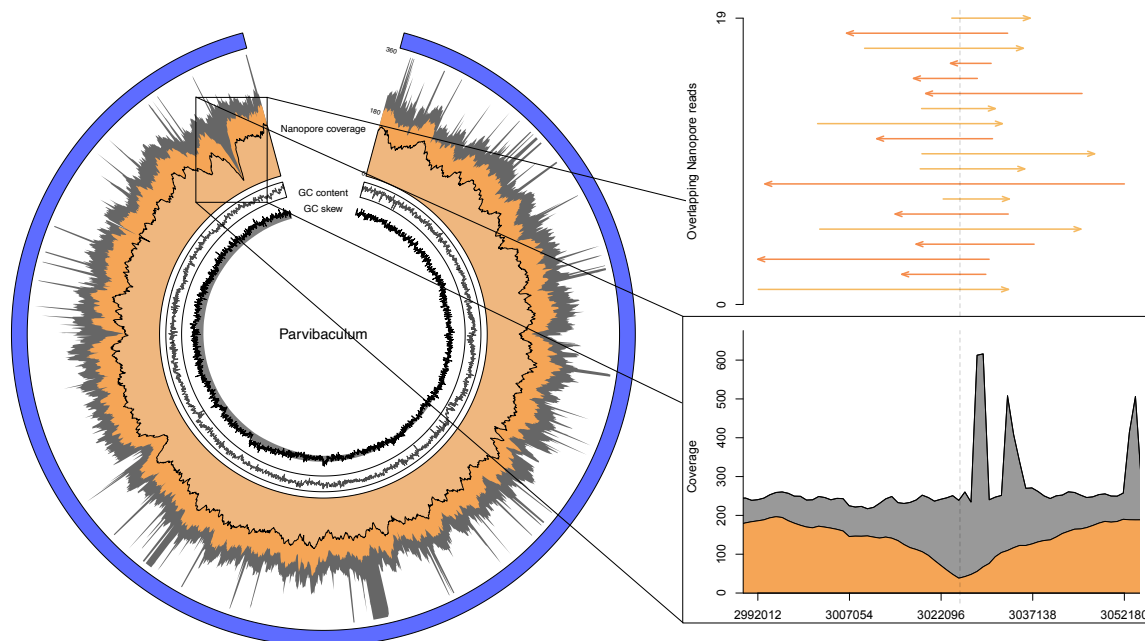 360
180
Nanopore coverage
GC content
GC skew
Parvibaculum
Overlapping Nanopore reads
19
0
Coverage
600
500
400
300
200
100
0
2992012 3007054 3022096 3037138 3052180